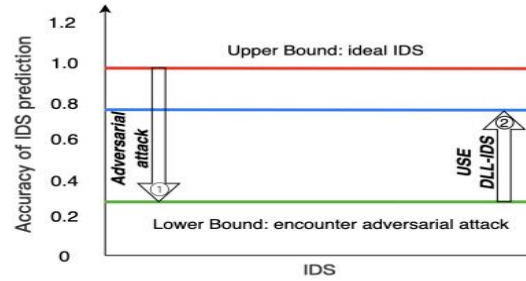 1.2
Upper Bound: ideal IDS
1.0
0.8
②
0.6
Adversarial
attack
USE
DLL-IDS
0.4
①
0.2
Lower Bound: encounter adversarial attack
0
Accuracy of IDS prediction
IDS